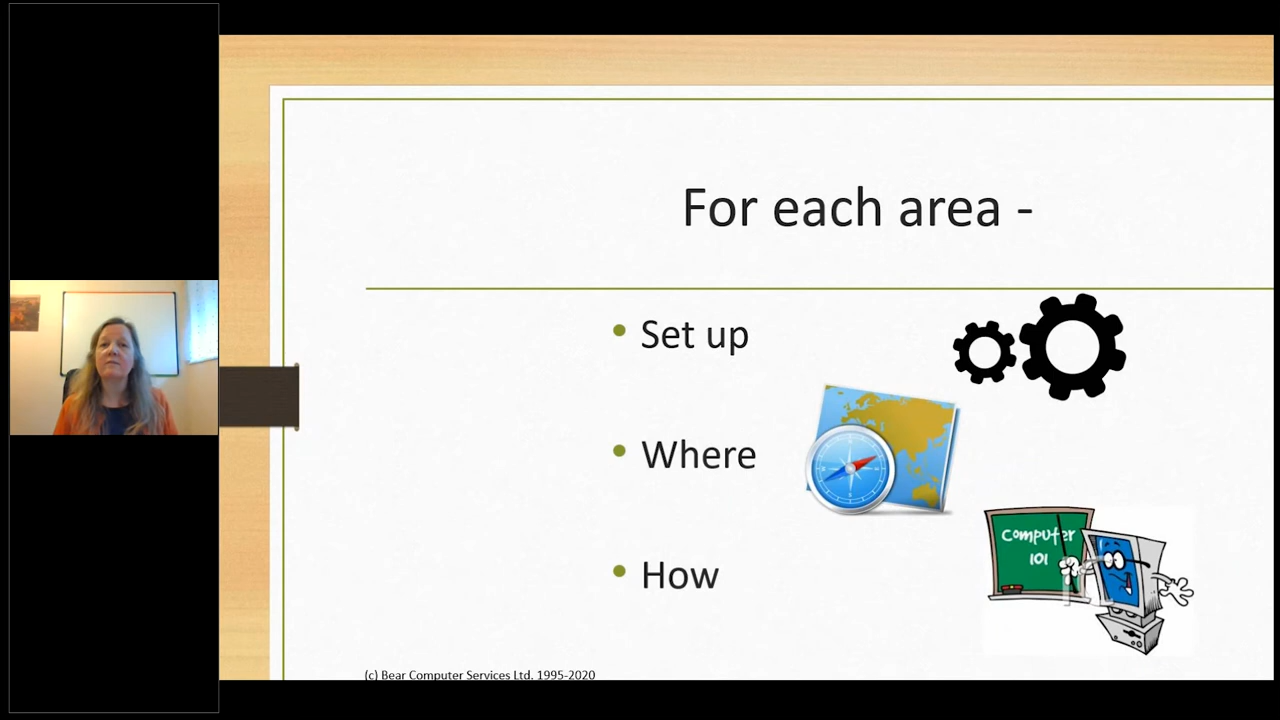 For each area -
Set up
Where
Computer
101
How
(c) Bear Computer Services Ltd. 1995-2020